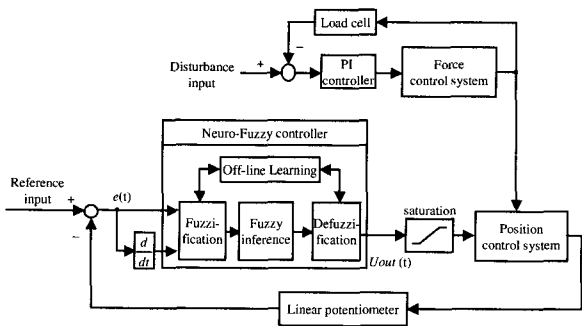 Load cell
−
Disturbance
input
+
PI
controller
Force
control system
Neuro-Fuzzy controller
Off-line Learning
Reference
input
+
−
e(t)
d
dt
Fuzzi-
fication
Fuzzy
inference
Defuzzi-
fication
Uout (t)
saturation
Position
control system
Linear potentiometer